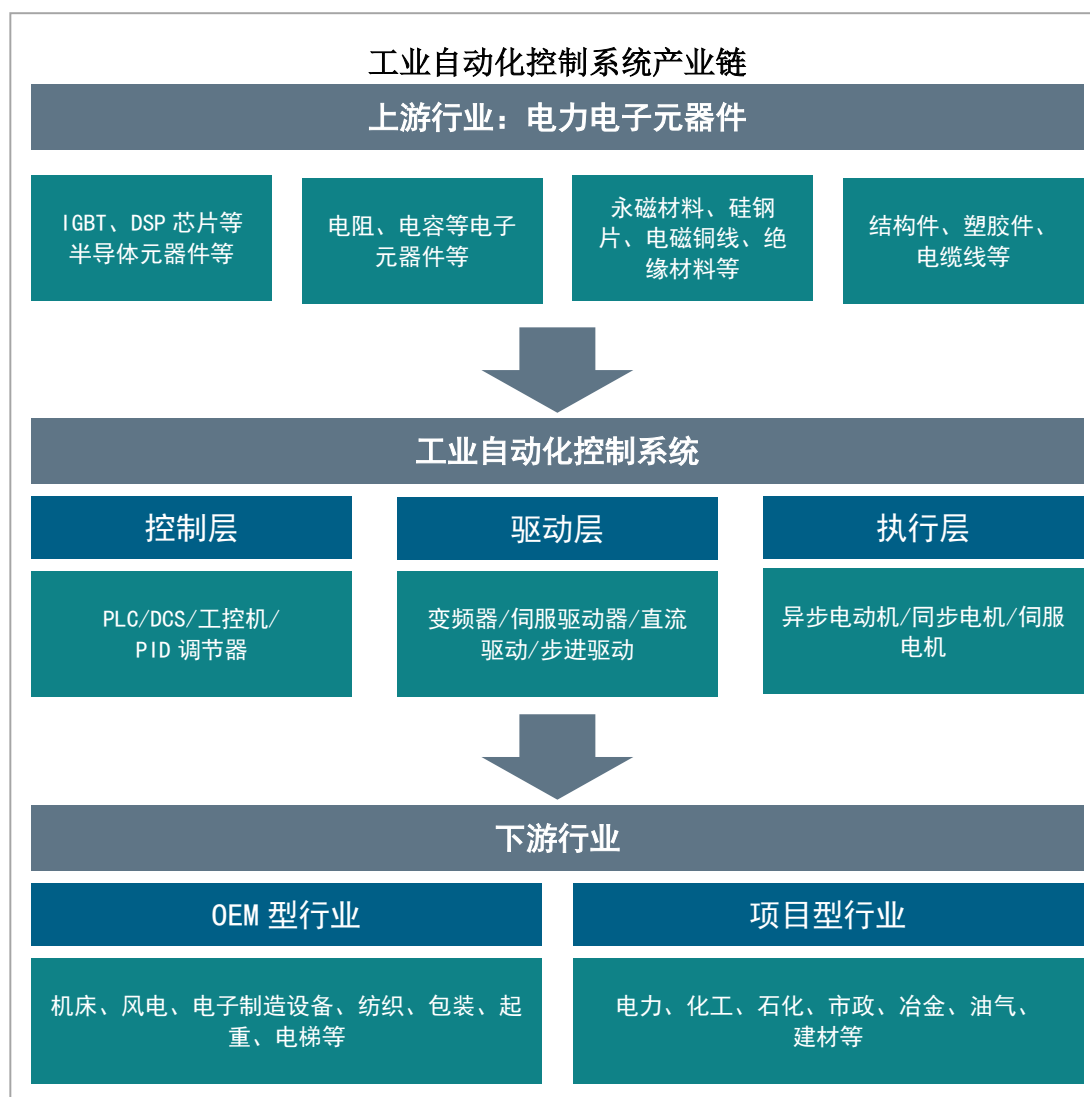 工业自动化控制系统产业链
上游行业：电力电子元器件
IGBT、DSP 芯片等
半导体元器件等
电阻、电容等电子
元器件等
永磁材料、硅钢
片、电磁铜线、绝
缘材料等
结构件、塑胶件、
电缆线等
工业自动化控制系统
控制层
驱动层
执行层
PLC/DCS/工控机/
PID 调节器
变频器/伺服驱动器/直流
驱动/步进驱动
异步电动机/同步电机/伺服
电机
下游行业
OEM 型行业
项目型行业
机床、风电、电子制造设备、纺织、包装、起
重、电梯等
电力、化工、石化、市政、冶金、油气、
建材等